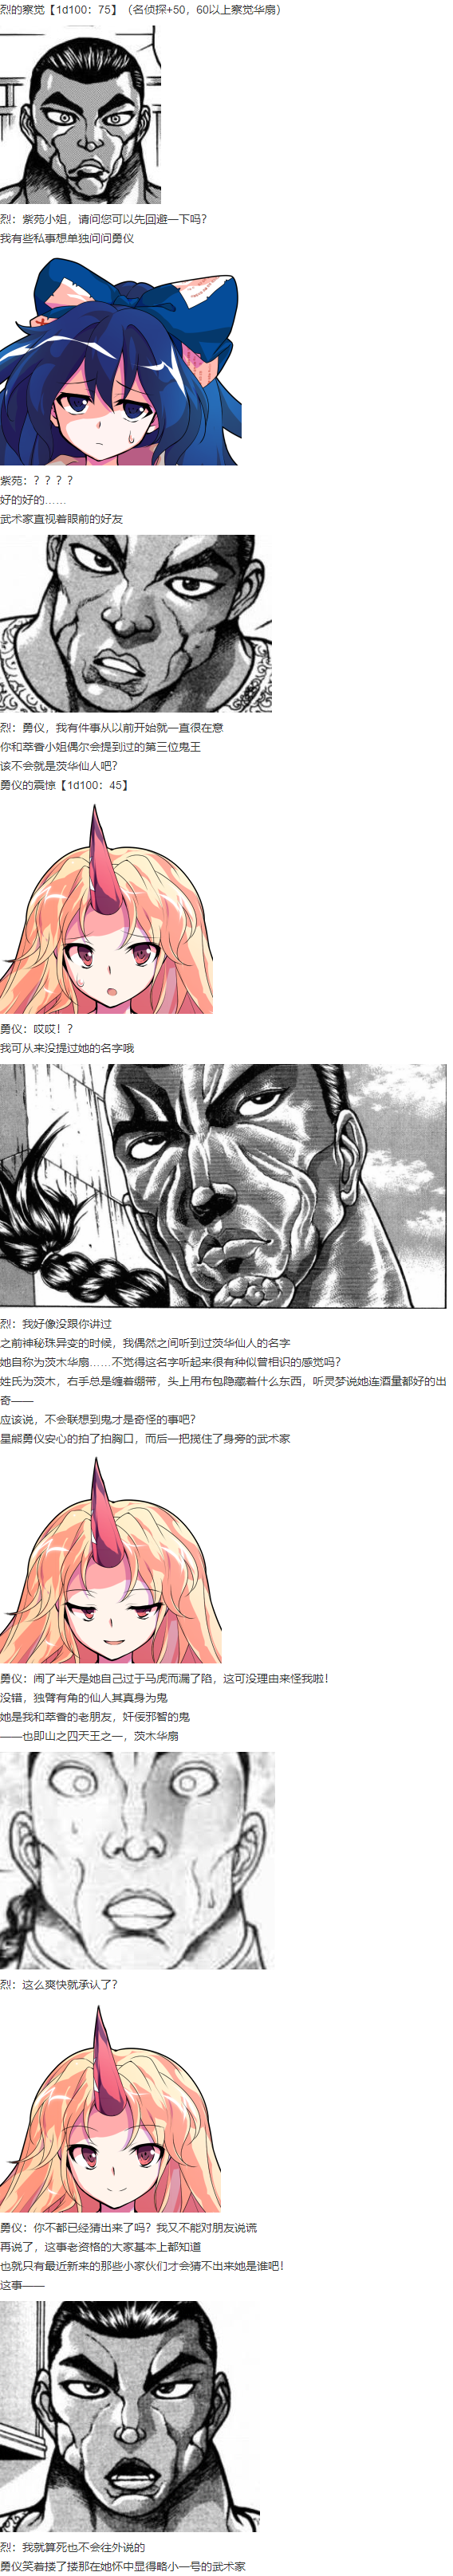 烈的察觉【1d100：75】（名侦探+50，60以上察觉华扇）
烈：紫苑小姐，请问您可以先回避一下吗？
我有些私事想单独问问勇仪
紫苑：？？？？
好的好的……
武术家直视着眼前的好友
烈：勇仪，我有件事从以前开始就一直很在意
你和萃香小姐偶尔会提到过的第三位鬼王
该不会就是茨华仙人吧？
勇仪的震惊【1d100：45】
勇仪：哎哎！？
我可从来没提过她的名字哦
烈：我好像没跟你讲过
之前神秘珠异变的时候，我偶然之间听到过茨华仙人的名字
她自称为茨木华扇……不觉得这名字听起来很有种似曾相识的感觉吗？
姓氏为茨木，右手总是缠着绷带，头上用布包隐藏着什么东西，听灵梦说她连酒量都好的出
奇——
应该说，不会联想到鬼才是奇怪的事吧？
星熊勇仪安心的拍了拍胸口，而后一把揽住了身旁的武术家
勇仪：闹了半天是她自己过于马虎而漏了陷，这可没理由来怪我啦！
没错，独臂有角的仙人其真身为鬼
她是我和萃香的老朋友，奸佞邪智的鬼
——也即山之四天王之一，茨木华扇
烈：这么爽快就承认了？
勇仪：你不都已经猜出来了吗？我又不能对朋友说谎
再说了，这事老资格的大家基本上都知道
也就只有最近新来的那些小家伙们才会猜不出来她是谁吧！
这事——
烈：我就算死也不会往外说的
勇仪笑着搂了搂那在她怀中显得略小一号的武术家